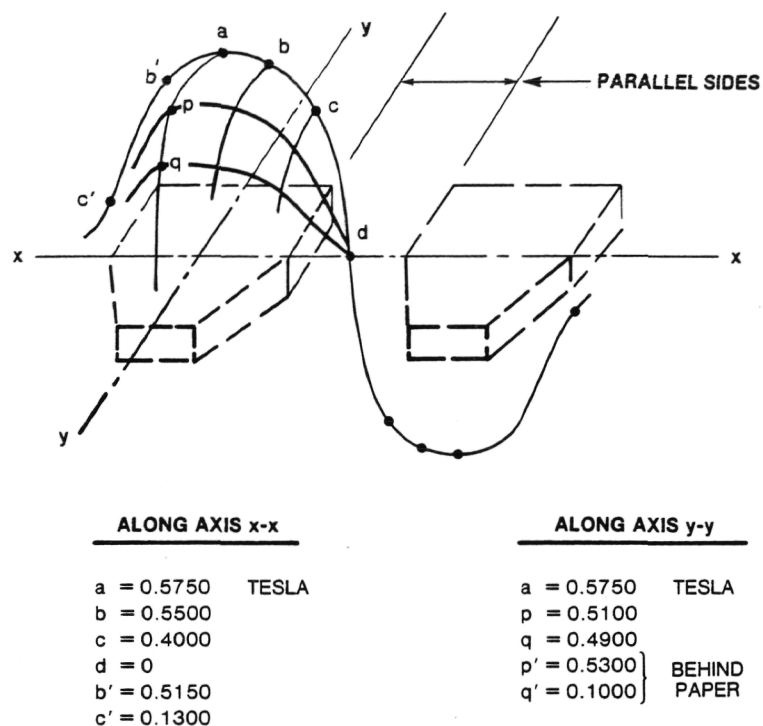 a
y
b
b'
c
PARALLEL SIDES
p
q
c'
d
x
x
y
ALONG AXIS x-x
a = 0.5750 TESLA
b = 0.5500
c = 0.4000
d = 0
b' = 0.5150
c' = 0.1300
ALONG AXIS y-y
a = 0.5750 TESLA
p = 0.5100
q = 0.4900
p' = 0.5300
q' = 0.1000
BEHIND
PAPER